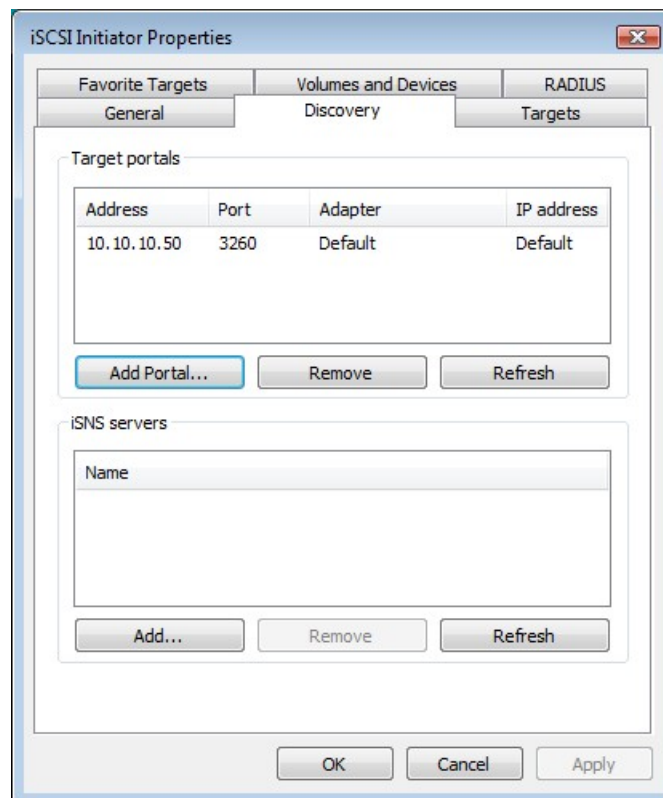 iSCSI Initiator Properties
Favorite Targets Volumes and Devices RADIUS
General Discovery Targets
Target portals
Address Port Adapter IP address
10.10.10.50 3260 Default Default
Add Portal... Remove Refresh
iSNS servers
Name
Add... Remove Refresh
OK Cancel Apply